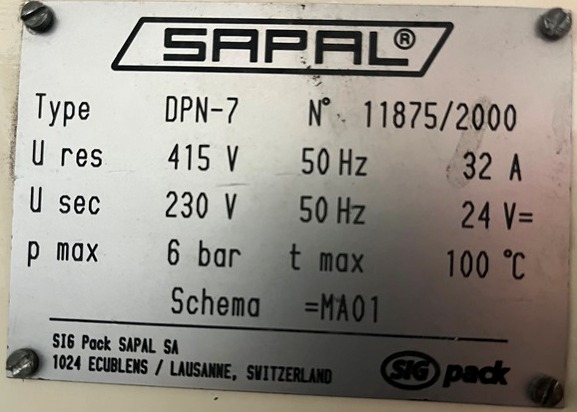 SAPAL®
Type DPN-7 N° 11875/2000
U res 415 V 50 Hz 32 A
U sec 230 V 50 Hz 24 V=
p max 6 bar t max 100 °C
Schema =MA01
SIG Pack SAPAL SA
1024 ECUBLENS / LAUSANNE, SWITZERLAND
SIG pack